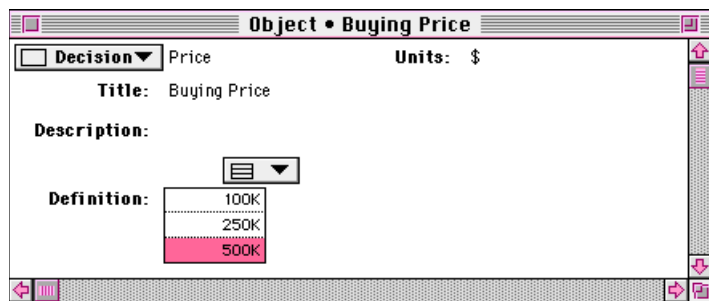 Object • Buying Price
Decision Price Units: $
Title: Buying Price
Description:
Definition: 100K
250K
500K